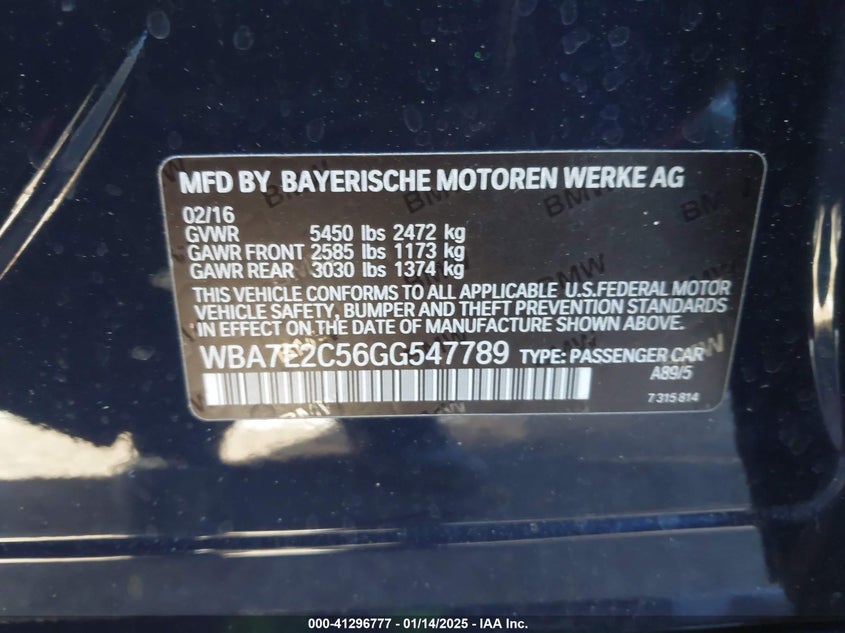 MFD BY BAYERISCHE MOTOREN WERKE AG
02/16
GVWR 5450 lbs 2472 kg
GAWR FRONT 2585 lbs 1173 kg
GAWR REAR 3030 lbs 1374 kg
THIS VEHICLE CONFORMS TO ALL APPLICABLE U.S.FEDERAL MOTOR
VEHICLE SAFETY, BUMPER AND THEFT PREVENTION STANDARDS
IN EFFECT ON THE DATE OF MANUFACTURE SHOWN ABOVE.
WBA7E2C56GG547789 TYPE: PASSENGER CAR
A89/5
7 315 814
000-41296777 - 01/14/2025 - IAA Inc.